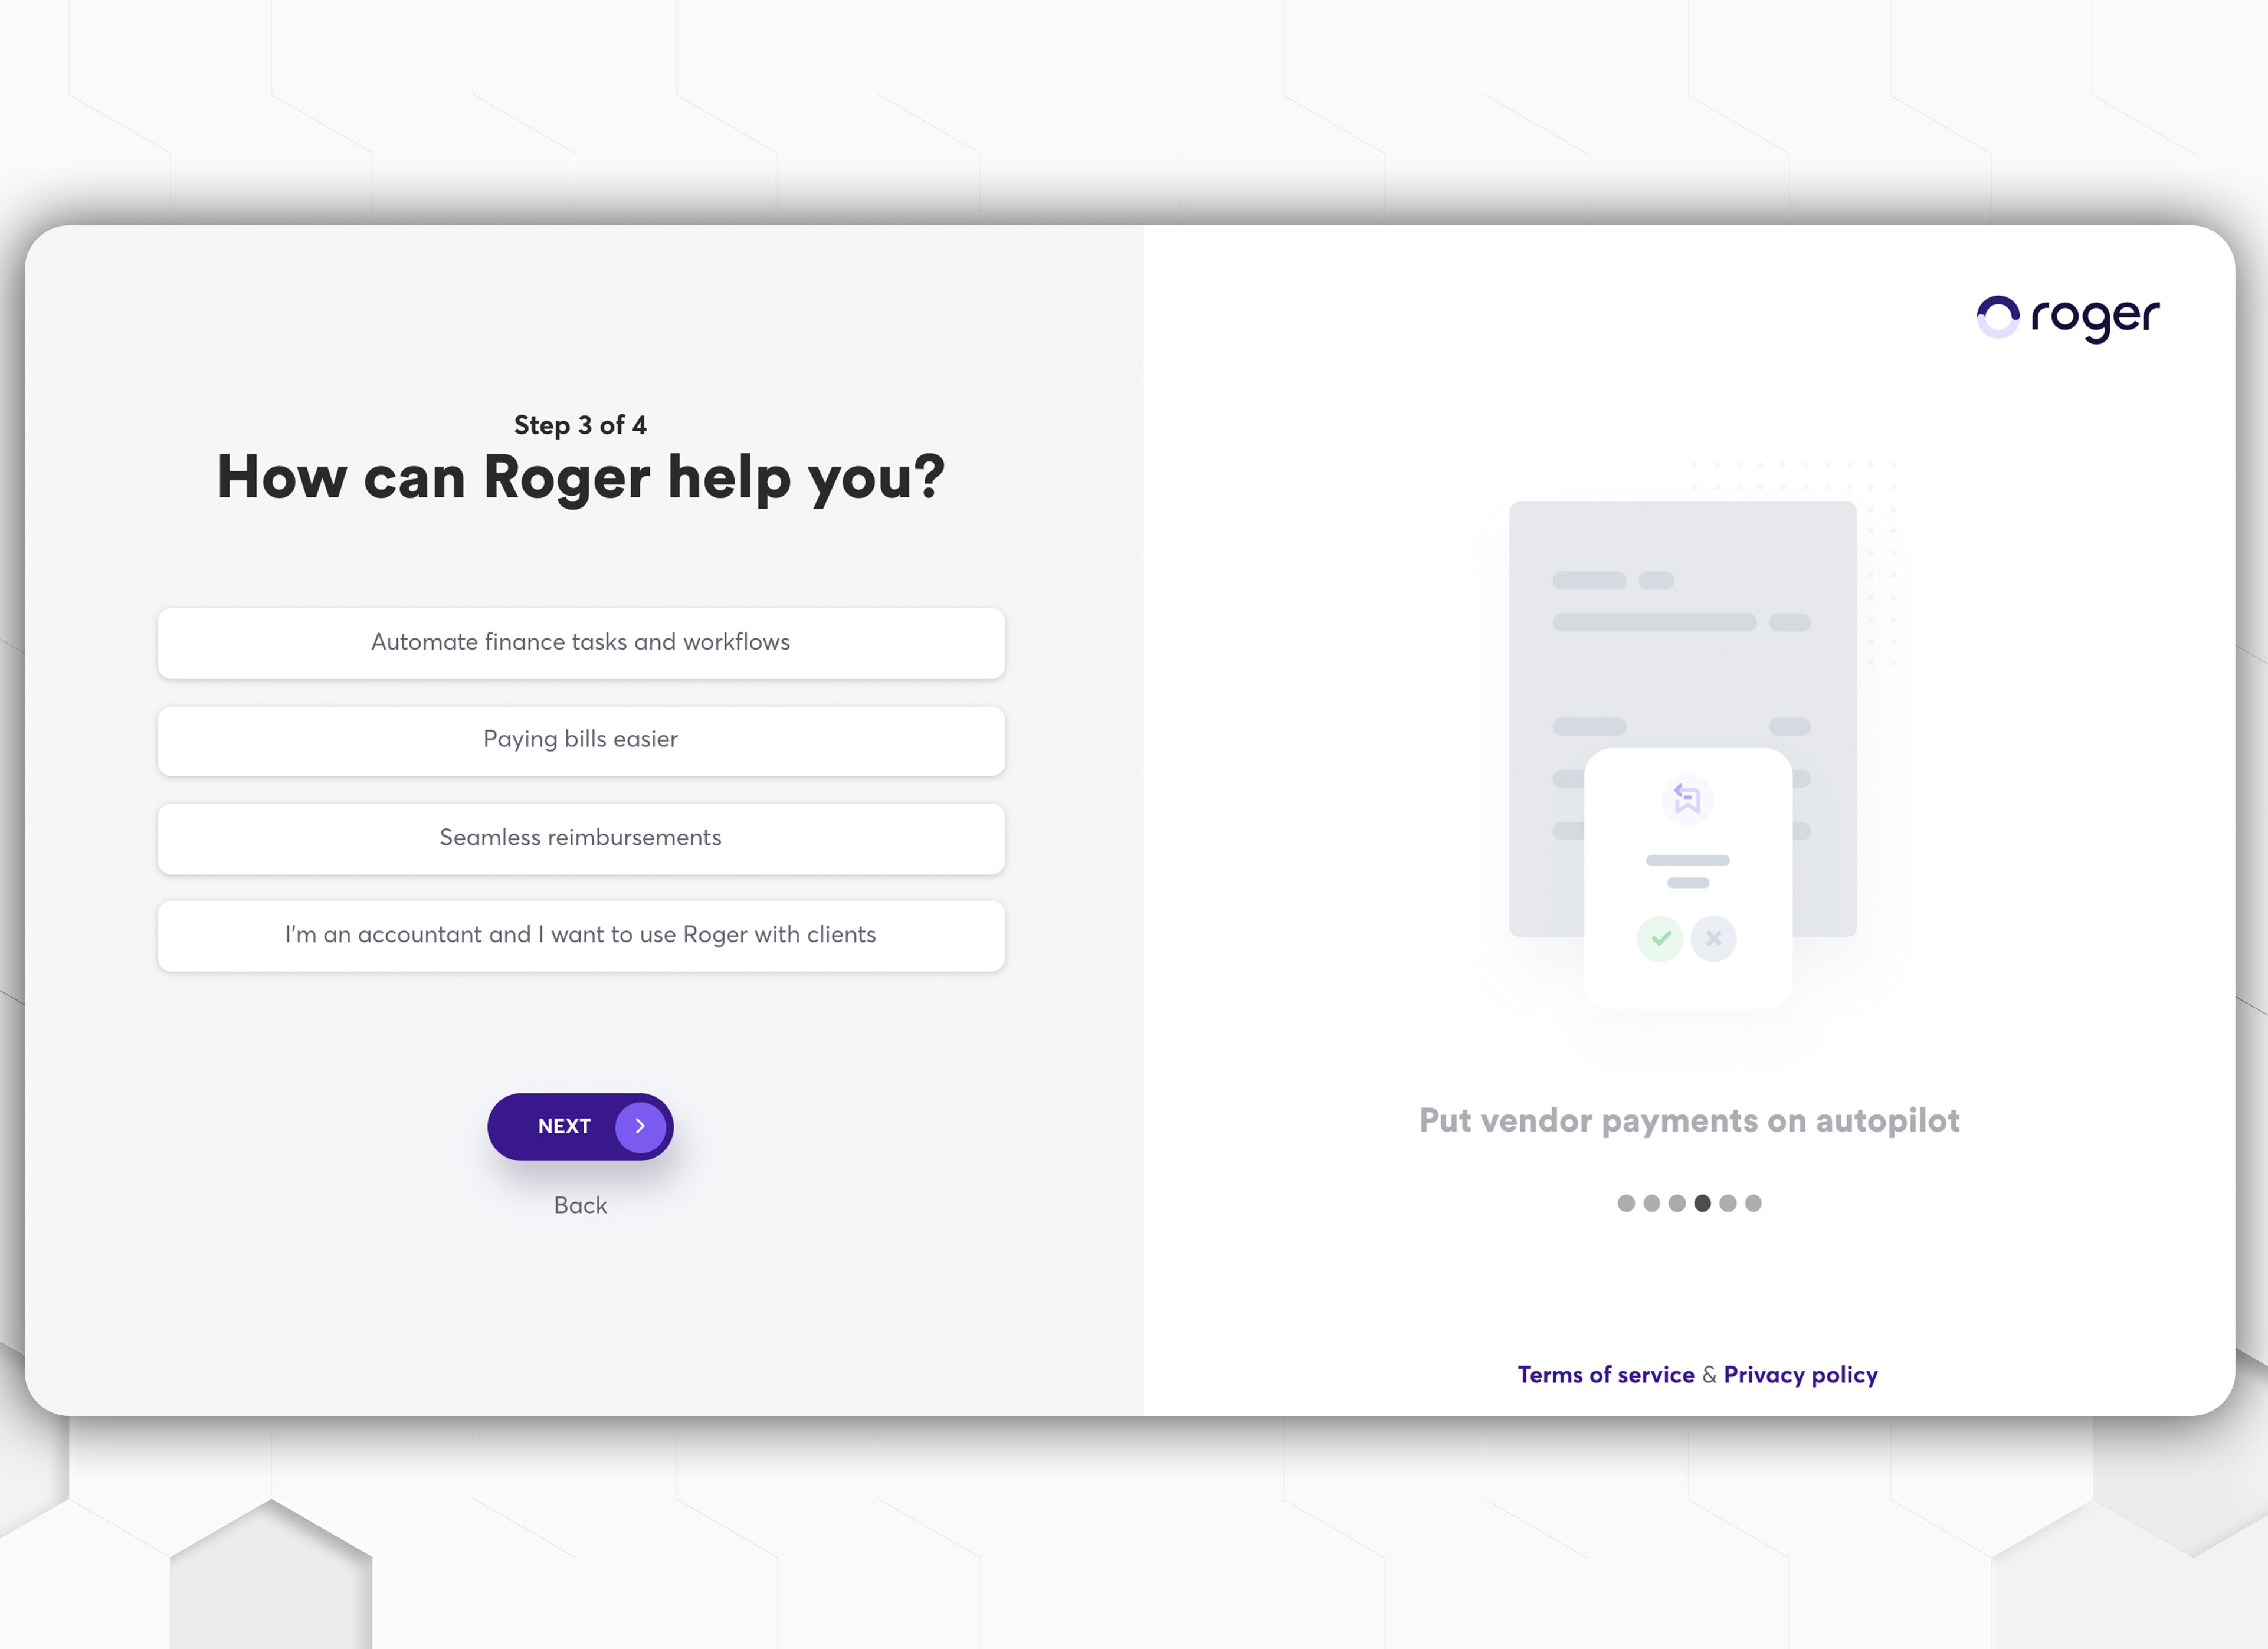 roger
Step 3 of 4
How can Roger help you?
Automate finance tasks and workflows
Paying bills easier
Seamless reimbursements
I'm an accountant and I want to use Roger with clients
NEXT
Back
Put vendor payments on autopilot
Terms of service & Privacy policy